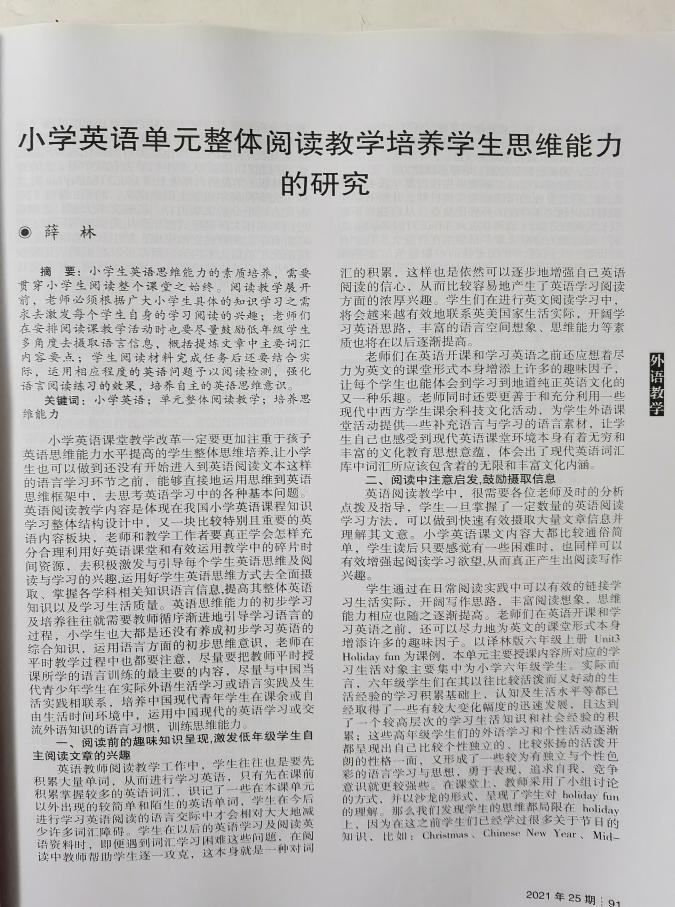 小学英语单元整体阅读教学培养学生思维能力
的研究
◉ 薛 林
摘 要：小学生英语思维能力的素质培养，需要
贯穿小学生阅读整个课堂之始终。阅读教学展开
前，老师必须根据广大小学生具体的知识学习之需
求去激发每个学生自身的学习阅读的兴趣；老师们
在安排阅读课教学活动时也要尽量鼓励低年级学生
多角度去摄取语言信息，概括提炼文章中主要词汇
内容要点；学生阅读材料完成任务后还要结合实
际，运用相应程度的英语问题予以阅读检测，强化
语言阅读练习的效果，培养自主的英语思维意识。
关键词：小学英语；单元整体阅读教学；培养思
维能力
小学英语课堂教学改革一定要更加注重于孩子
英语思维能力水平提高的学生整体思维培养,让小学
生也可以做到还没有开始进入到英语阅读文本这样
的语言学习环节之前，能够直接地运用思维到英语
思维框架中，去思考英语学习中的各种基本问题。
英语阅读教学内容是体现在我国小学英语课程知识
学习整体结构设计中，又一块比较特别且重要的英
语内容板块，老师和教学工作者要真正学会怎样充
分合理利用好英语课堂和有效运用教学中的碎片时
间资源，去积极激发与引导每个学生英语思维及阅
读与学习的兴趣,运用好学生英语思维方式去全面摄
取、掌握各学科相关知识语言信息,提高其整体英语
知识以及学习生活质量。英语思维能力的初步学习
及培养往往就需要教师循序渐进地引导学习语言的
过程，小学生也大都是还没有养成初步学习英语的
综合知识，运用语言方面的初步思维意识，老师在
平时教学过程中也都要注意，尽量要把教师平时授
课所学的语言训练的最主要的内容，尽量与中国当
代青少年学生在实际外语生活学习或语言实践及生
活实践相联系，培养中国现代青年学生在课余或自
由生活时间环境中，运用中国现代的英语学习或交
流外语知识的语言习惯，训练思维能力。
一、阅读前的趣味知识呈现,激发低年级学生自
主阅读文章的兴趣
英语教师阅读教学工作中，学生往往也是要先
积累大量单词，从而进行学习英语，只有先在课前
积累掌握较多的英语词汇，识记了一些在本课单元
以外出现的较简单和陌生的英语单词，学生在今后
进行学习英语阅读的语言交际中才会相对大大地减
少许多词汇障碍。学生在以后的英语学习及阅读英
语资料时，即便遇到词汇学习困难这些问题，在阅
读中教师帮助学生逐一攻克，这本身就是一种对词
汇的积累，这样也是依然可以逐步地增强自己英语
阅读的信心，从而比较容易地产生了英语学习阅读
方面的浓厚兴趣。学生们在进行英文阅读学习中，
将会越来越有效地联系英美国家生活实际，开阔学
习英语思路，丰富的语言空间想象、思维能力等素
质也将在以后逐渐提高。
老师们在英语开课和学习英语之前还应想着尽
力为英文的课堂形式本身增添上许多的趣味因子，
让每个学生也能体会到学习到地道纯正英语文化的
又一种乐趣。老师同时还要更善于和充分利用一些
现代中西方学生课余科技文化活动，为学生外语课
堂活动提供一些补充语言与学习的语言素材，让学
生自己也感受到现代英语课堂环境本身有着无穷和
丰富的文化教育思想意蕴，体会出了现代英语词汇
库中词汇所应该包含着的无限和丰富文化内涵。
二、阅读中注意启发,鼓励摄取信息
英语阅读教学中，很需要各位老师及时的分析
点拨及指导，学生一旦掌握了一定数量的英语阅读
学习方法，可以做到快速有效摄取大量文章信息并
理解其文意。小学英语课文内容大都比较通俗简
单，学生读后只要感觉有一些困难时，也同样可以
有效增强起阅读学习欲望,从而真正产生出阅读写作
兴趣。
学生通过在日常阅读实践中可以有效的链接学
习生活实际，开阔写作思路，丰富阅读想象，思维
能力相应也随之逐渐提高。老师们在英语开课和学
习英语之前，还可以尽力地为英文的课堂形式本身
增添许多的趣味因子。以译林版六年级上册 Unit3
Holiday fun 为课例，本单元主要授课内容所对应的学
习生活对象主要集中为小学六年级学生。实际而
言，六年级学生们在其以往比较活泼而又好动的生
活经验的学习积累基础上，认知及生活水平等都已
经取得了一些有较大变化幅度的迅速发展，且达到
了一个较高层次的学习生活知识和社会经验的积
累；这些高年级学生们的外语学习和个性活动逐渐
都呈现出自己比较个性独立的、比较张扬的活泼开
朗的性格一面，又形成了一些较为有独立与个性色
彩的语言学习与思想，勇于表现，追求自我，竞争
意识就更较强些。在课堂上，教师采用了小组讨论
的方式，并以沙龙的形式，呈现了学生对 holiday fun
的理解。那么我们发现学生的思维都局限在 holiday
上，因为在这之前学生们已经学过很多关于节日的
知识，比如：Christmas、Chinese New Year、Mid-
外语教学
2021 年 25 期 91